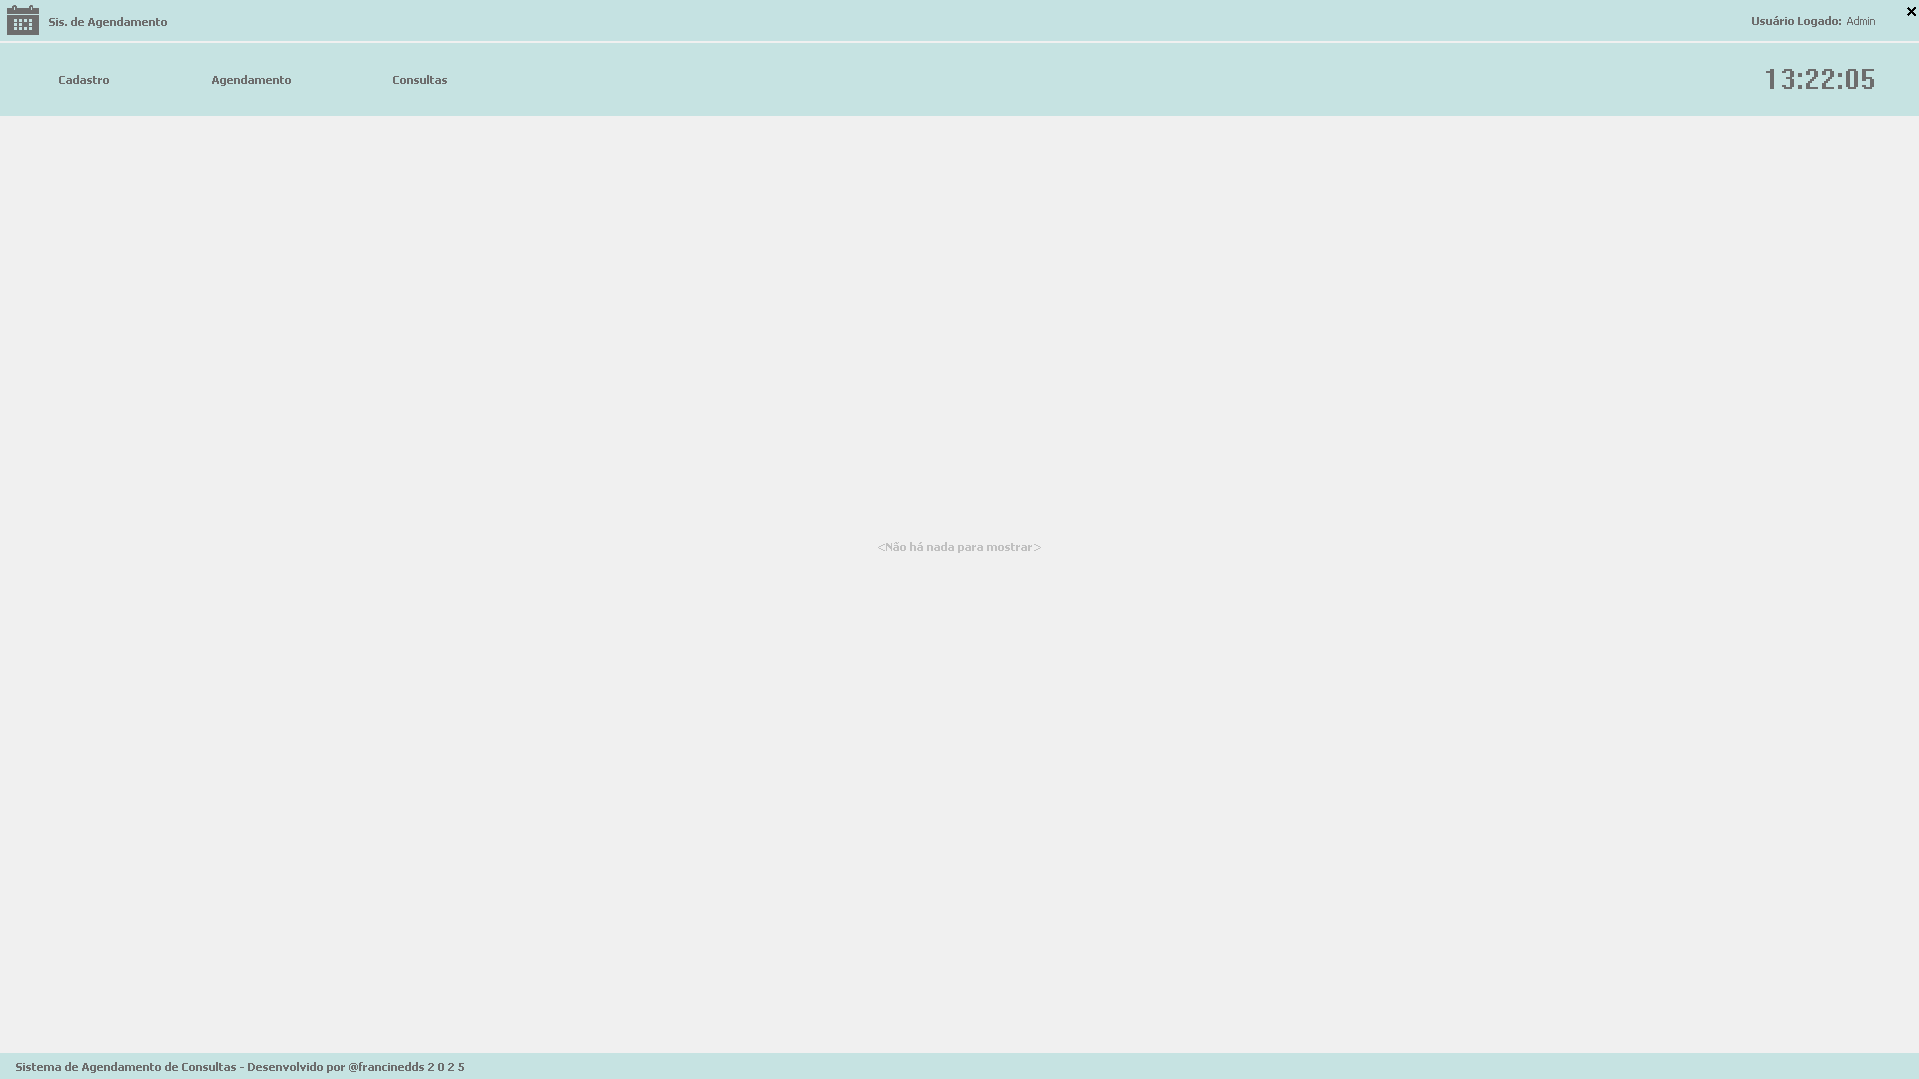 Sis. de Agendamento
Usuário Logado: Admin
Cadastro
Agendamento
Consultas
13:22:05
<Não há nada para mostrar>
Sistema de Agendamento de Consultas - Desenvolvido por @francinedds 2 0 2 5